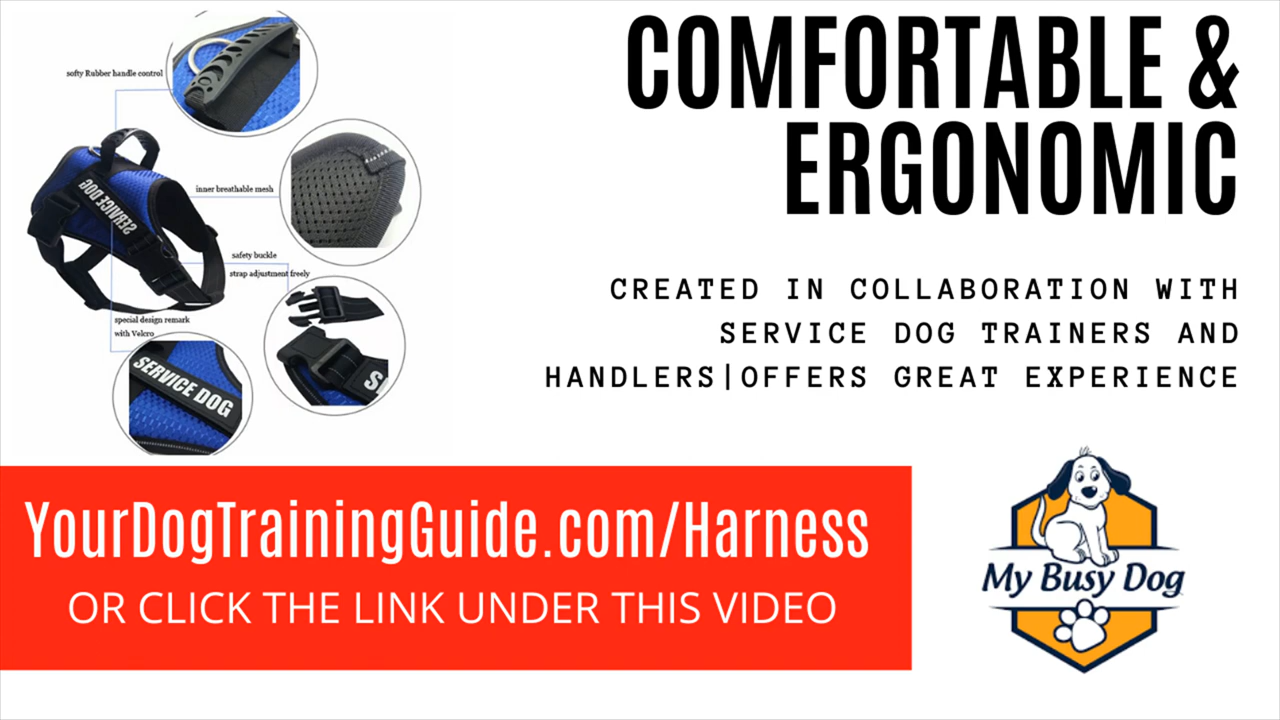 COMFORTABLE &
ERGONOMIC
softy Rubber handle control
inner breathable mesh
SERVICE DOG
SERVICE DOG
safety buckle
strap adjustment freely
special design remark
with Velcro
SERVICE DOG
S
CREATED IN COLLABORATION WITH
SERVICE DOG TRAINERS AND
HANDLERS|OFFERS GREAT EXPERIENCE
YourDogTrainingGuide.com/Harness
OR CLICK THE LINK UNDER THIS VIDEO
My Busy Dog